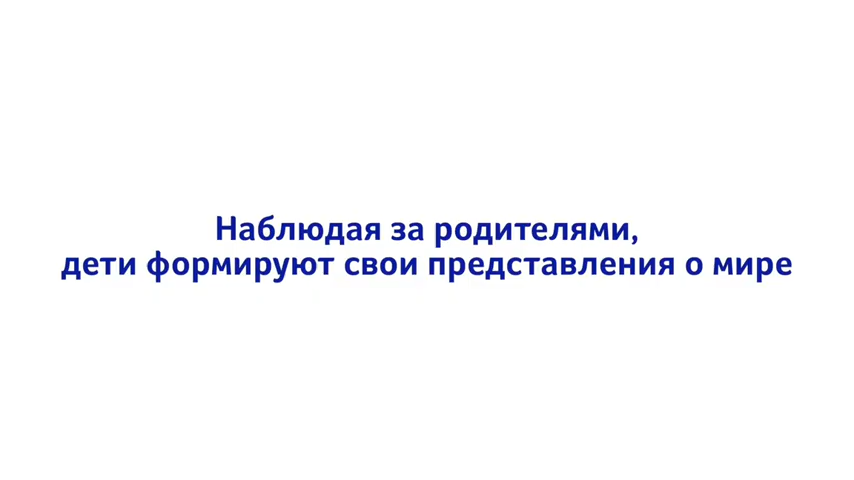 Наблюдая за родителями,
дети формируют свои представления о мире